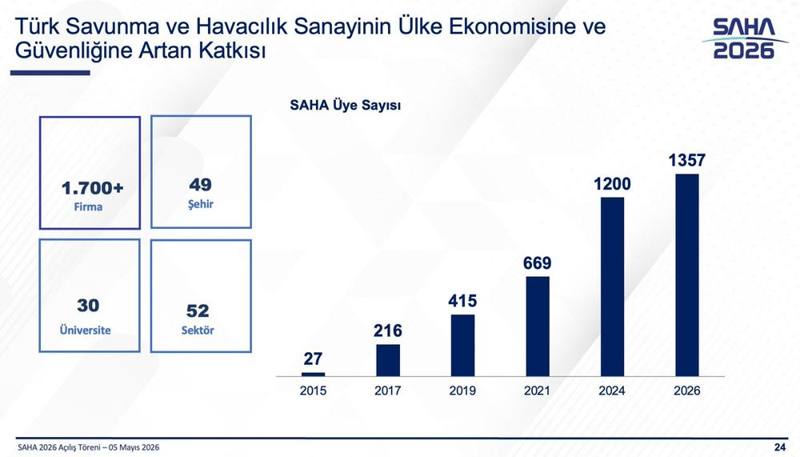 Türk Savunma ve Havacılık Sanayinin Ülke Ekonomisine ve
Güvenliğine Artan Katkısı
SAHA
2026
SAHA Üye Sayısı
1.700+
Firma
49
Şehir
30
Üniversite
52
Sektör
27
216
415
669
1200
1357
2015
2017
2019
2021
2024
2026
SAHA 2026 Açılış Töreni – 05 Mayıs 2026
24